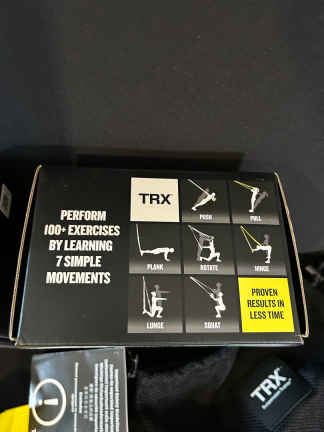 PERFORM
100+ EXERCISES
BY LEARNING
7 SIMPLE
MOVEMENTS
TRX
PUSH
PULL
PLANK
ROTATE
HINGE
LUNGE
SQUAT
PROVEN
RESULTS IN
LESS TIME
TRX